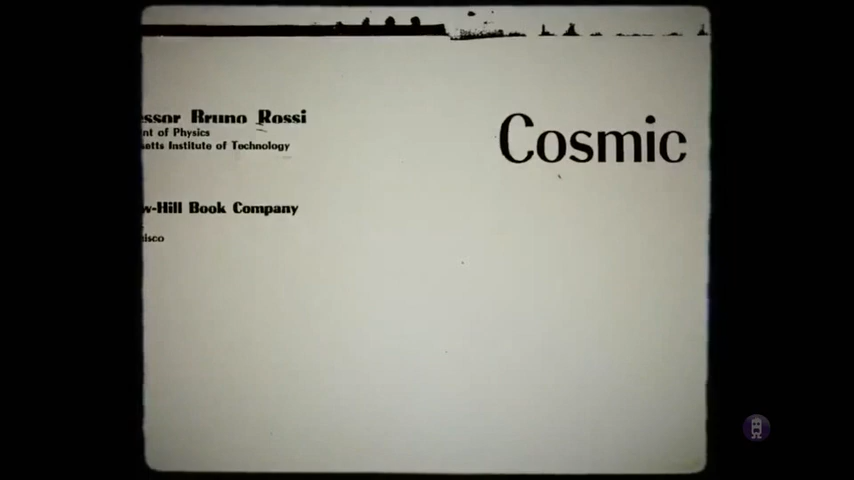 essor Bruno Rossi
nt of Physics
setts Institute of Technology
w-Hill Book Company
isco
Cosmic